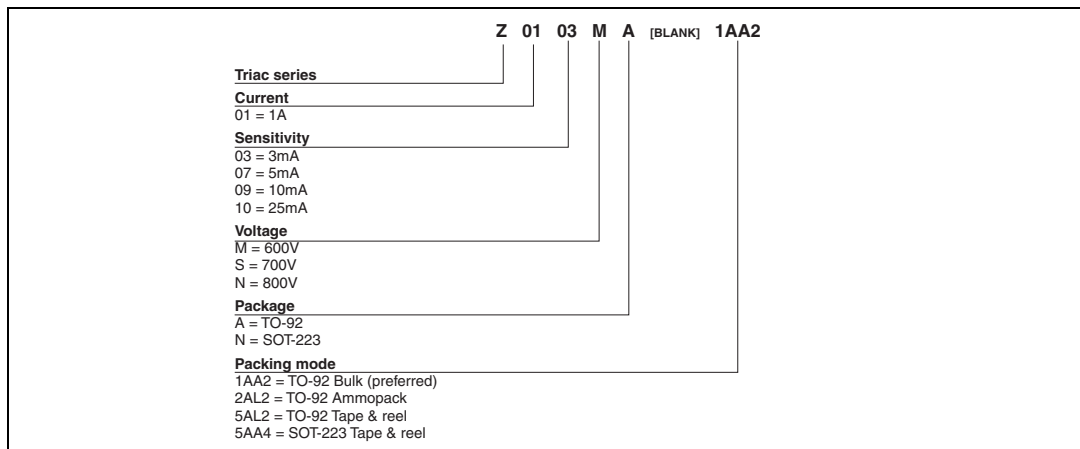 Z 01 03 M A [BLANK] 1AA2
Triac series
Current
01 = 1A
Sensitivity
03 = 3mA
07 = 5mA
09 = 10mA
10 = 25mA
Voltage
M = 600V
S = 700V
N = 800V
Package
A = TO-92
N = SOT-223
Packing mode
1AA2 = TO-92 Bulk (preferred)
2AL2 = TO-92 Ammopack
5AL2 = TO-92 Tape & reel
5AA4 = SOT-223 Tape & reel